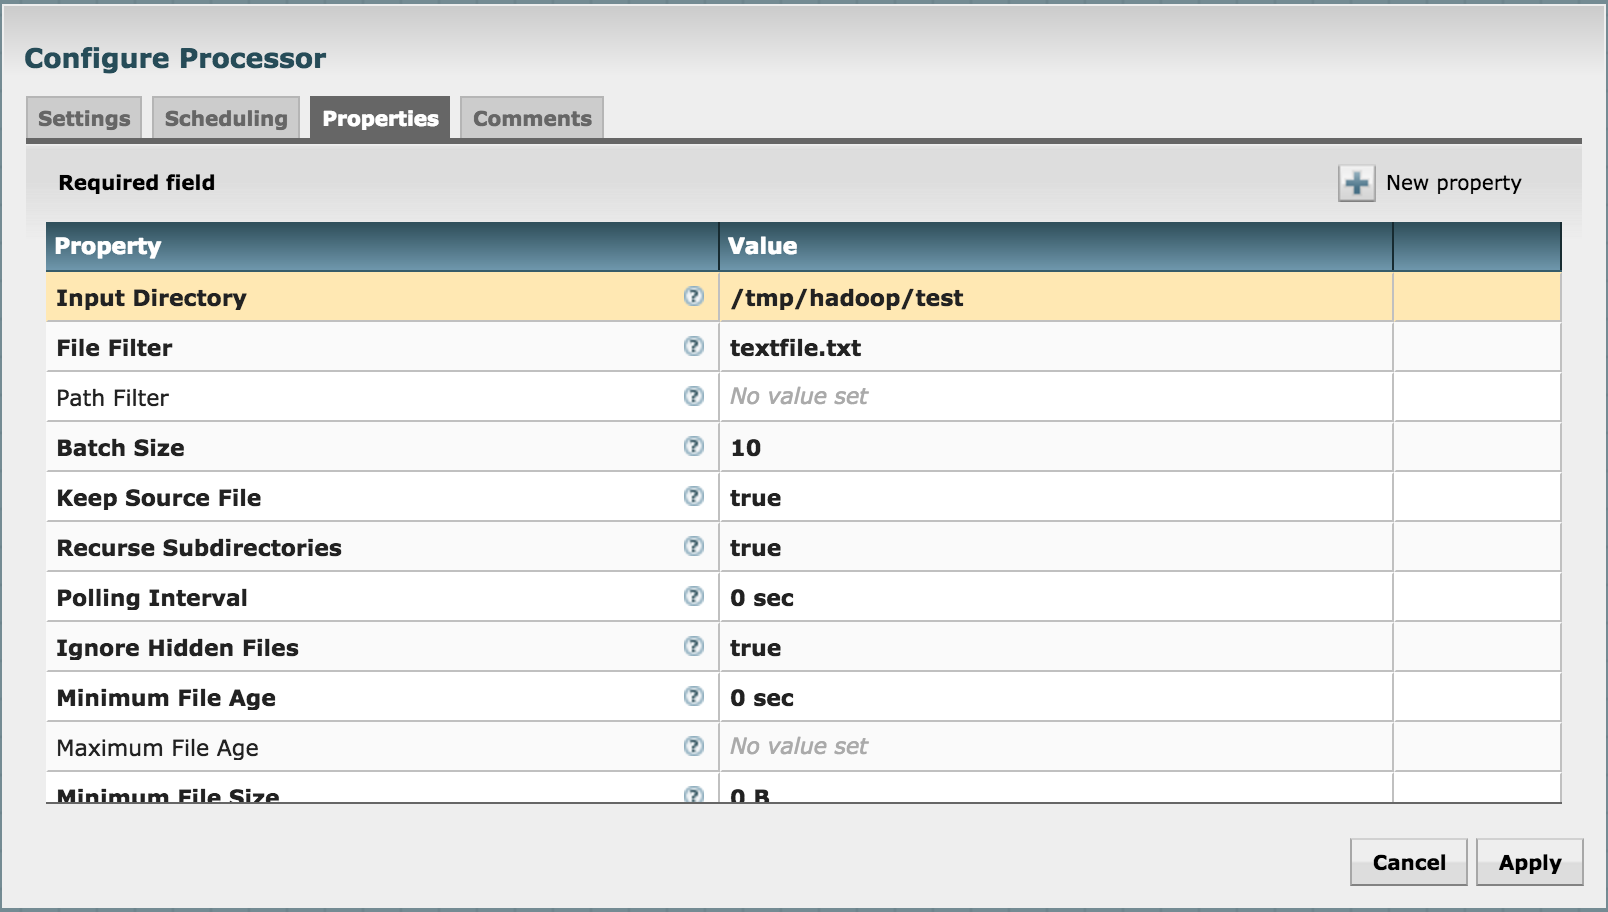 Configure Processor
Settings Scheduling Properties Comments
Required field New property
Property Value
Input Directory ? /tmp/hadoop/test
File Filter ? textfile.txt
Path Filter ? No value set
Batch Size ? 10
Keep Source File ? true
Recurse Subdirectories ? true
Polling Interval ? 0 sec
Ignore Hidden Files ? true
Minimum File Age ? 0 sec
Maximum File Age ? No value set
Minimum File Size ? 0 B
Cancel Apply